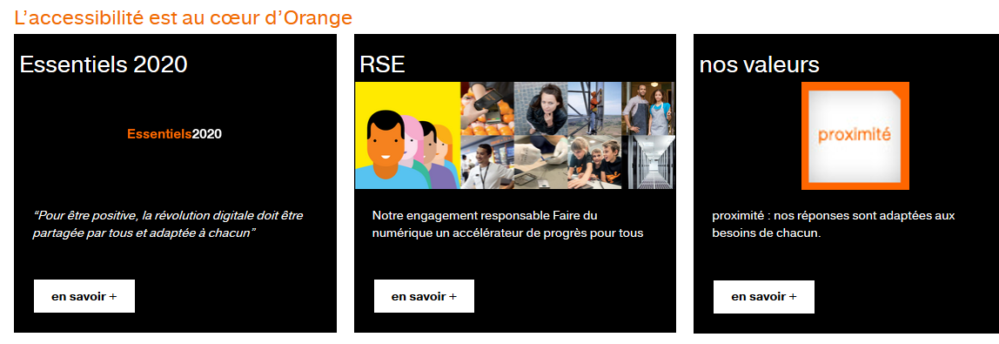 L’accessibilité est au cœur d’Orange
Essentiels 2020
Essentiels2020
“Pour être positive, la révolution digitale doit être
partagée par tous et adaptée à chacun”
en savoir +
RSE
Notre engagement responsable Faire du
numérique un accélérateur de progrès pour tous
en savoir +
nos valeurs
proximité
proximité : nos réponses sont adaptées aux
besoins de chacun.
en savoir +